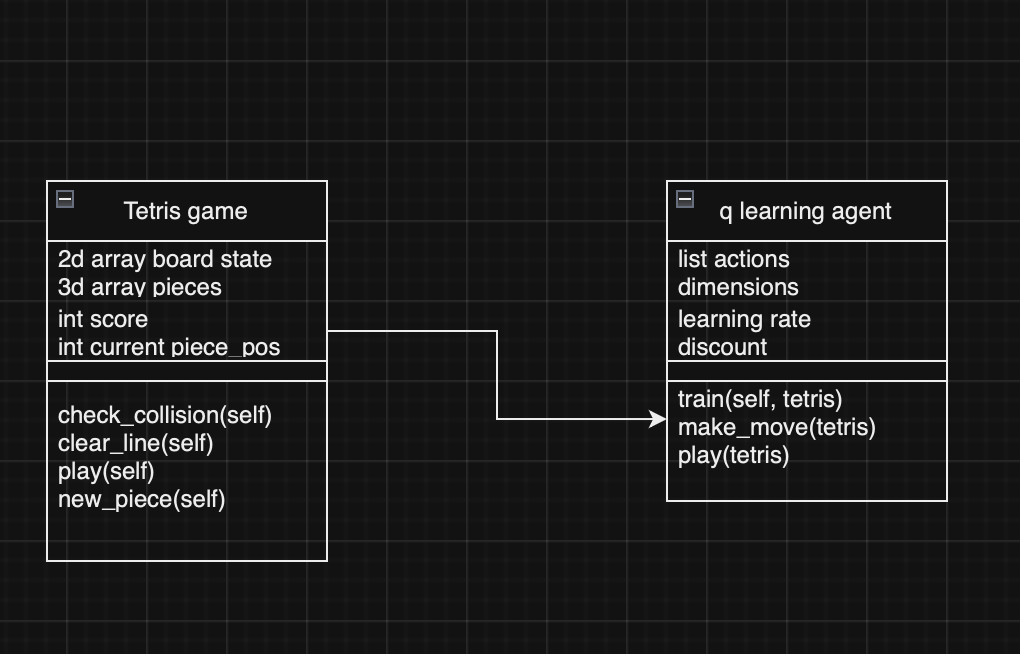 Tetris game
2d array board state
3d array pieces
int score
int current piece_pos
check_collision(self)
clear_line(self)
play(self)
new_piece(self)
q learning agent
list actions
dimensions
learning rate
discount
train(self, tetris)
make_move(tetris)
play(tetris)